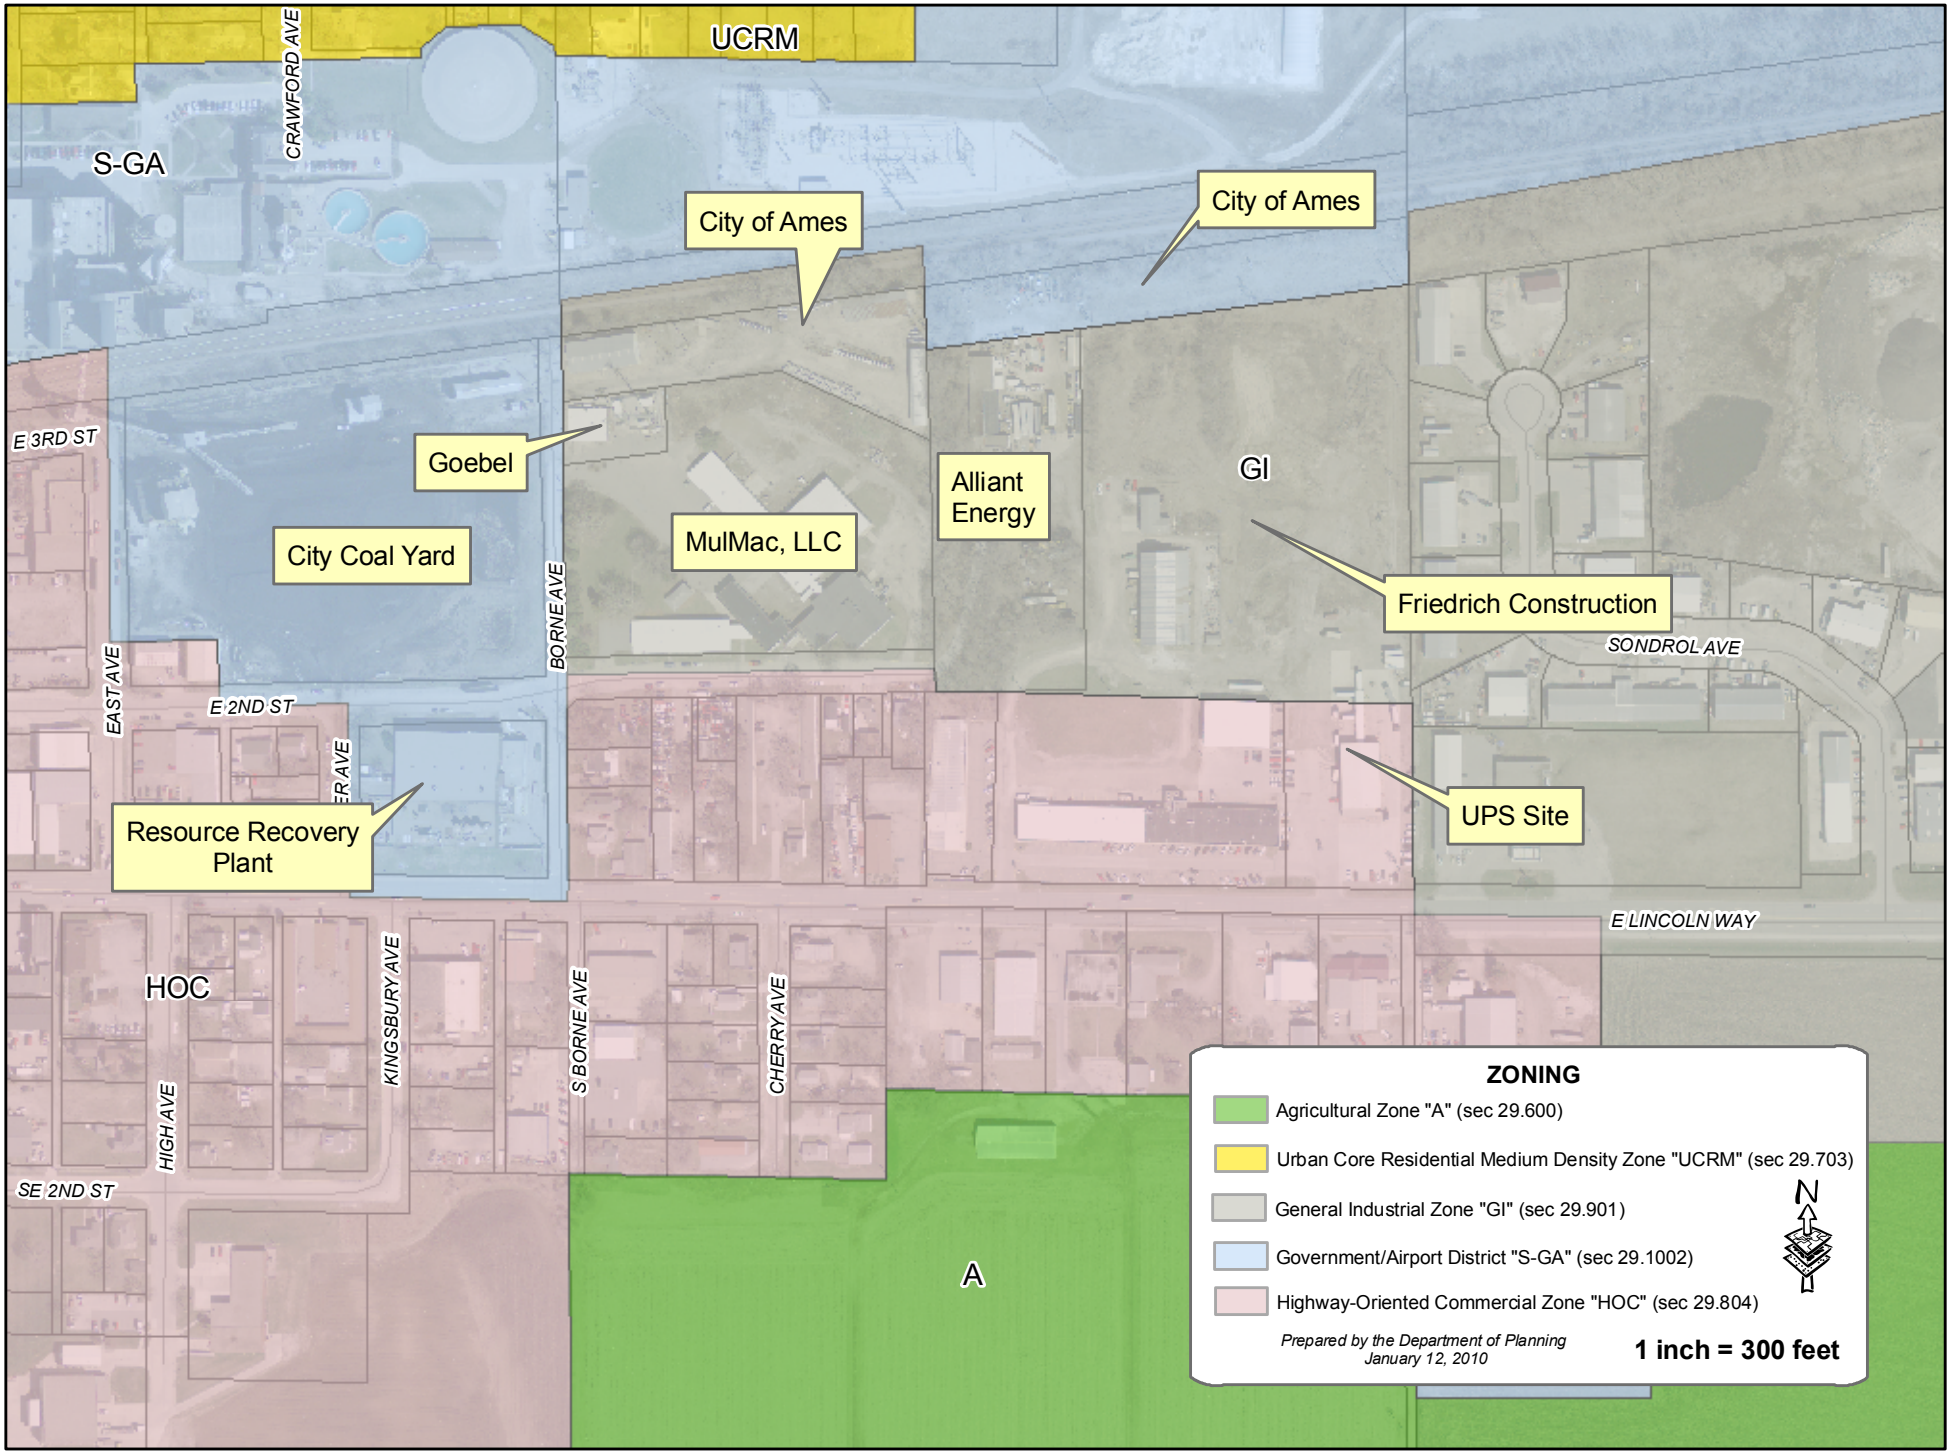 UCRM
CRAWFORD AVE
S-GA
City of Ames
City of Ames
E 3RD ST
Goebel
Alliant
Energy
GI
City Coal Yard
MulMac, LLC
BORNE AVE
Friedrich Construction
SONDROL AVE
EAST AVE
E 2ND ST
ER AVE
UPS Site
Resource Recovery
Plant
E LINCOLN WAY
HOC
KINGSBURY AVE
S BORNE AVE
CHERRY AVE
HIGH AVE
SE 2ND ST
A
ZONING
Agricultural Zone "A" (sec 29.600)
Urban Core Residential Medium Density Zone "UCRM" (sec 29.703)
General Industrial Zone "GI" (sec 29.901)
Government/Airport District "S-GA" (sec 29.1002)
Highway-Oriented Commercial Zone "HOC" (sec 29.804)
N
Prepared by the Department of Planning
January 12, 2010
1 inch = 300 feet